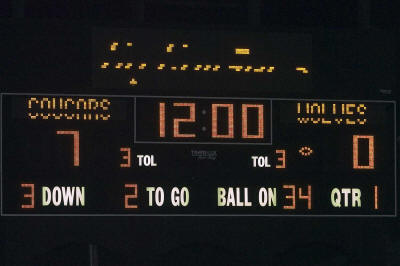 COUGARS 12:00 WOLVES
7 3 TOL TOL 3 0
3 DOWN 2 TO GO BALL ON 34 QTR 1